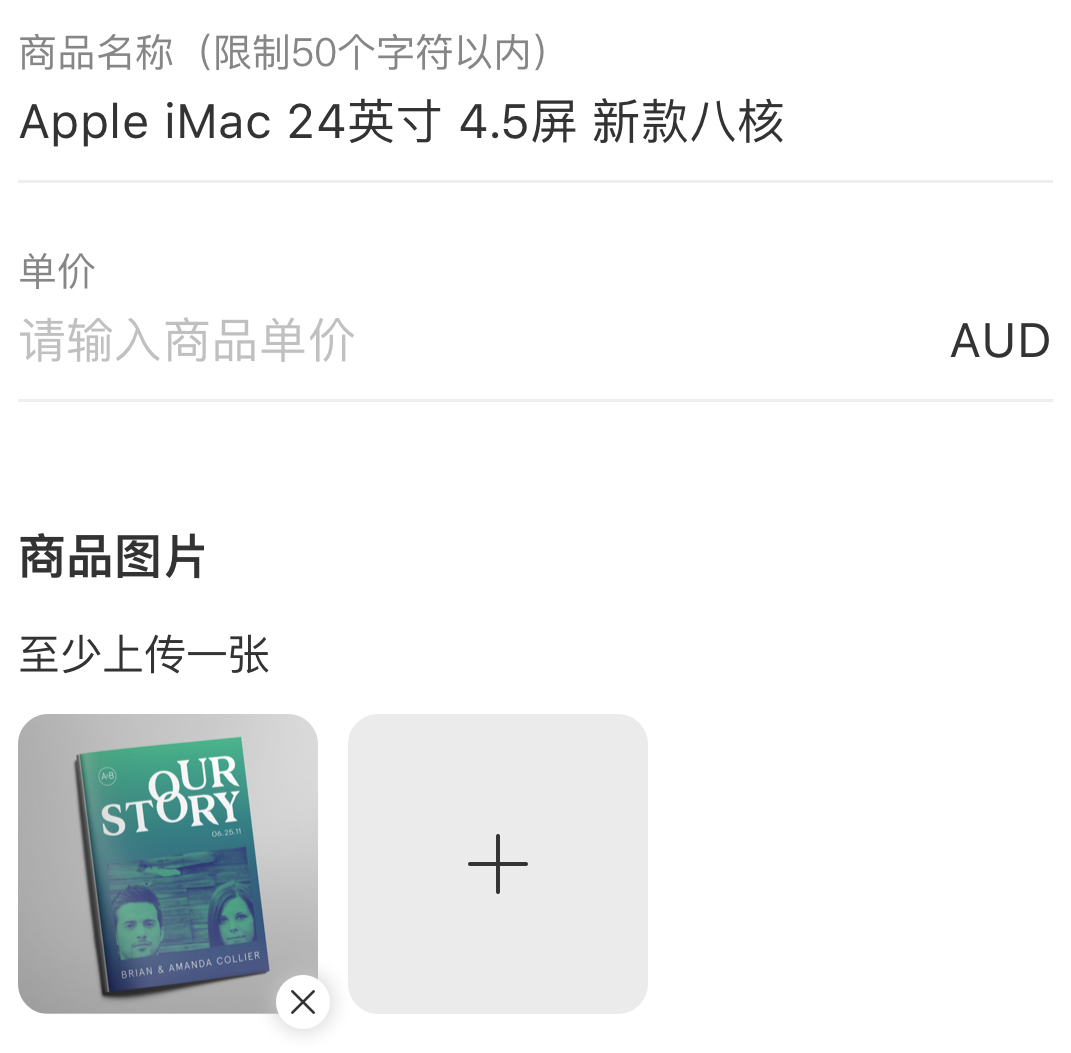 商品名称（限制50个字符以内）
Apple iMac 24英寸 4.5屏 新款八核
单价
请输入商品单价
AUD
商品图片
至少上传一张
A&B
OUR
STORY
06.25.11
BRIAN & AMANDA COLLIER